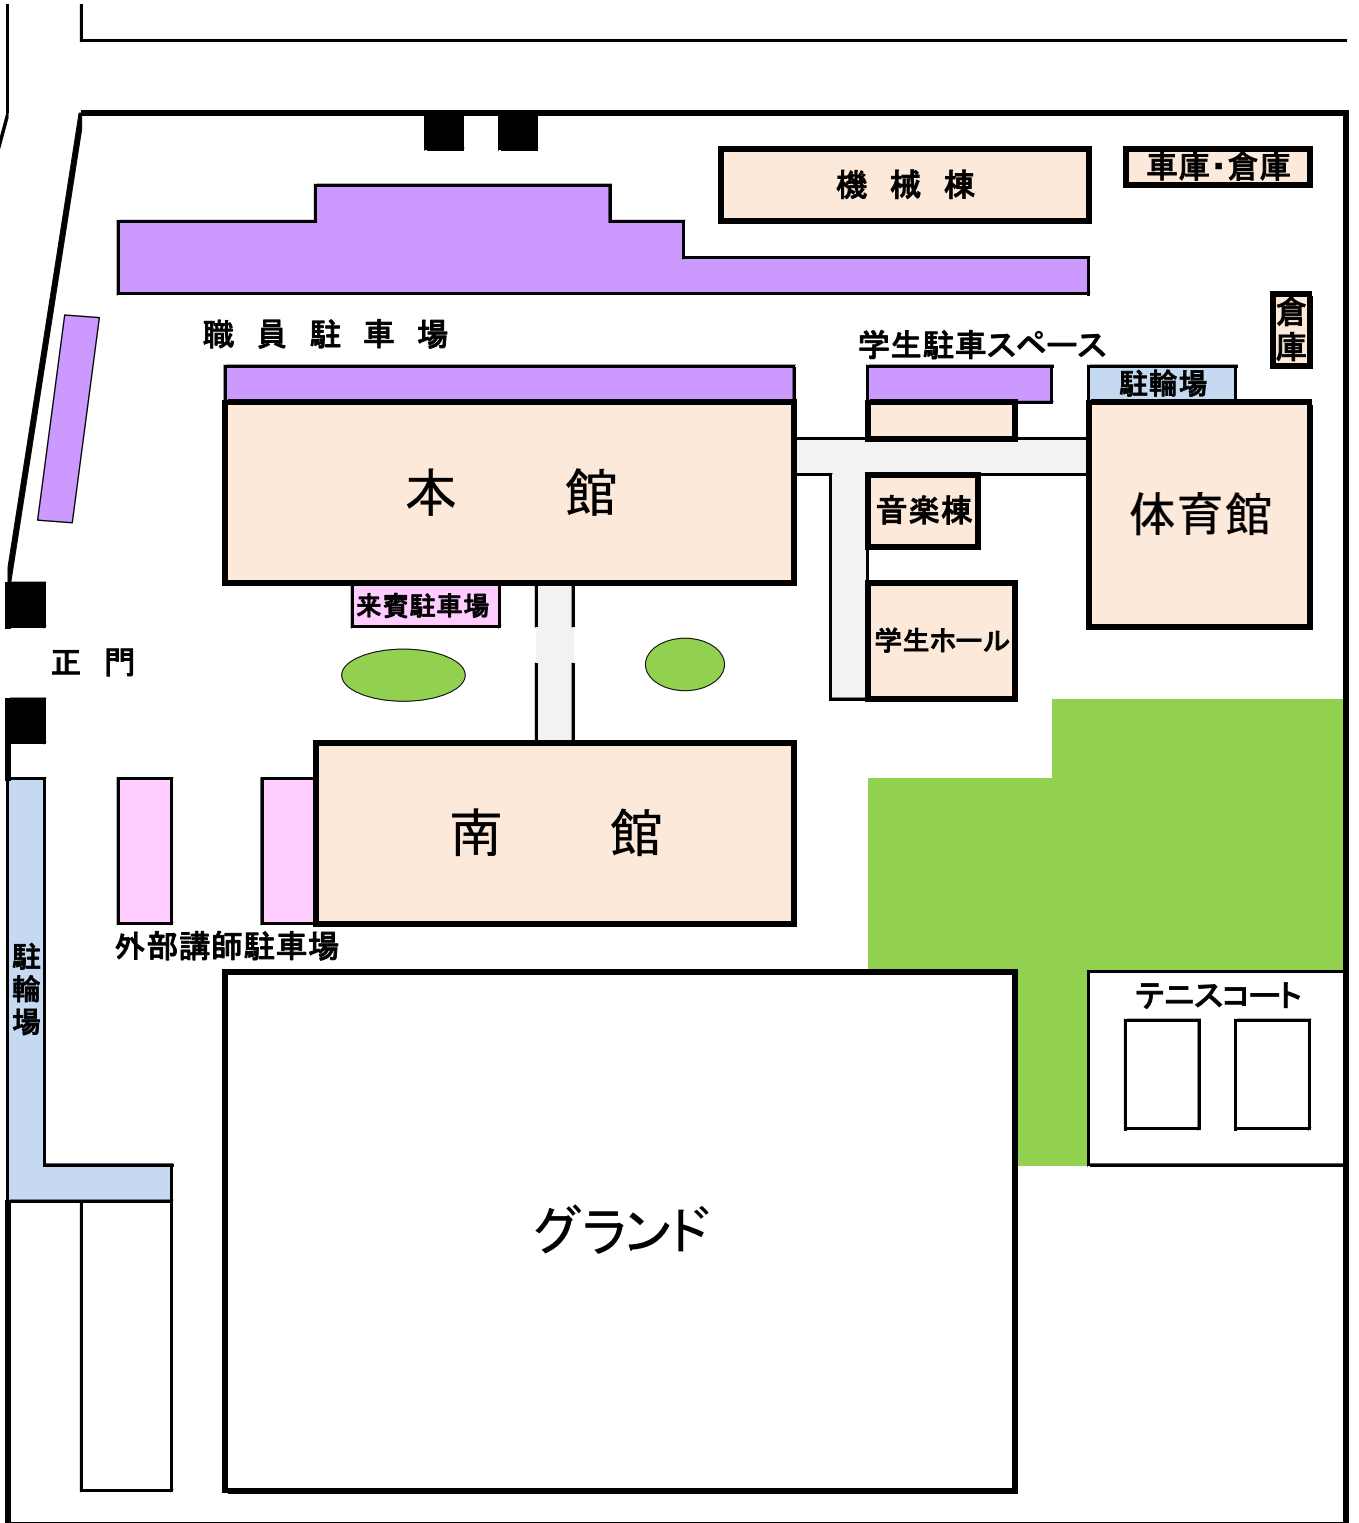 機 械 棟
車庫・倉庫
倉庫
職 員 駐 車 場
学生駐車スペース
駐輪場
本 館
音楽棟
体育館
来賓駐車場
学生ホール
正 門
南 館
外部講師駐車場
駐輪場
テニスコート
グランド